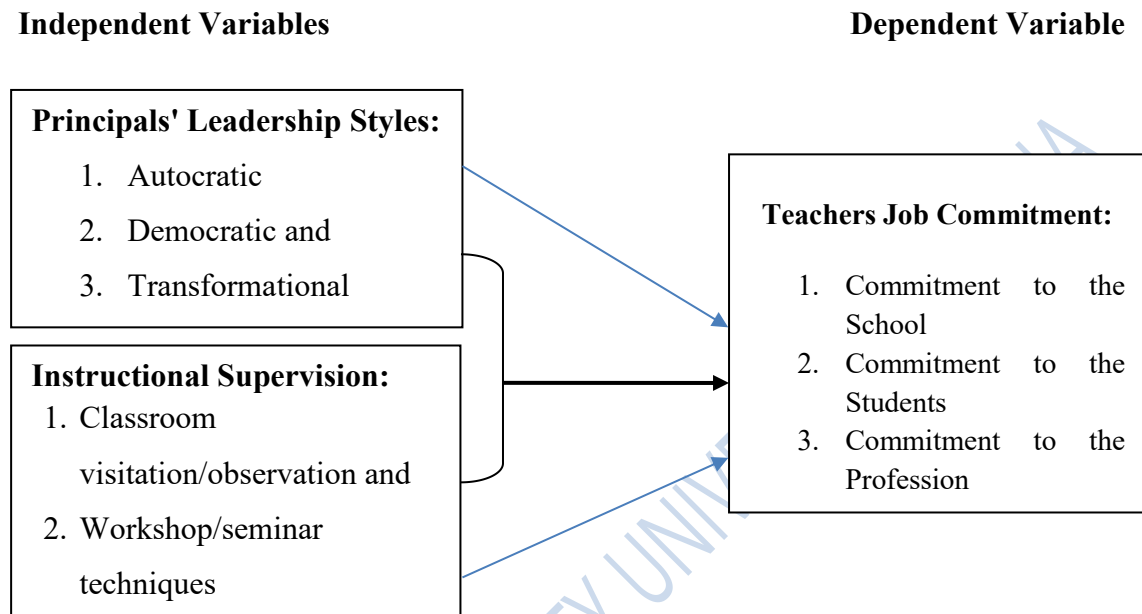 Independent Variables
Dependent Variable
Principals' Leadership Styles:
1. Autocratic
2. Democratic and
3. Transformational
Instructional Supervision:
1. Classroom
visitation/observation and
2. Workshop/seminar
techniques
Teachers Job Commitment:
1. Commitment to the
School
2. Commitment to the
Students
3. Commitment to the
Profession